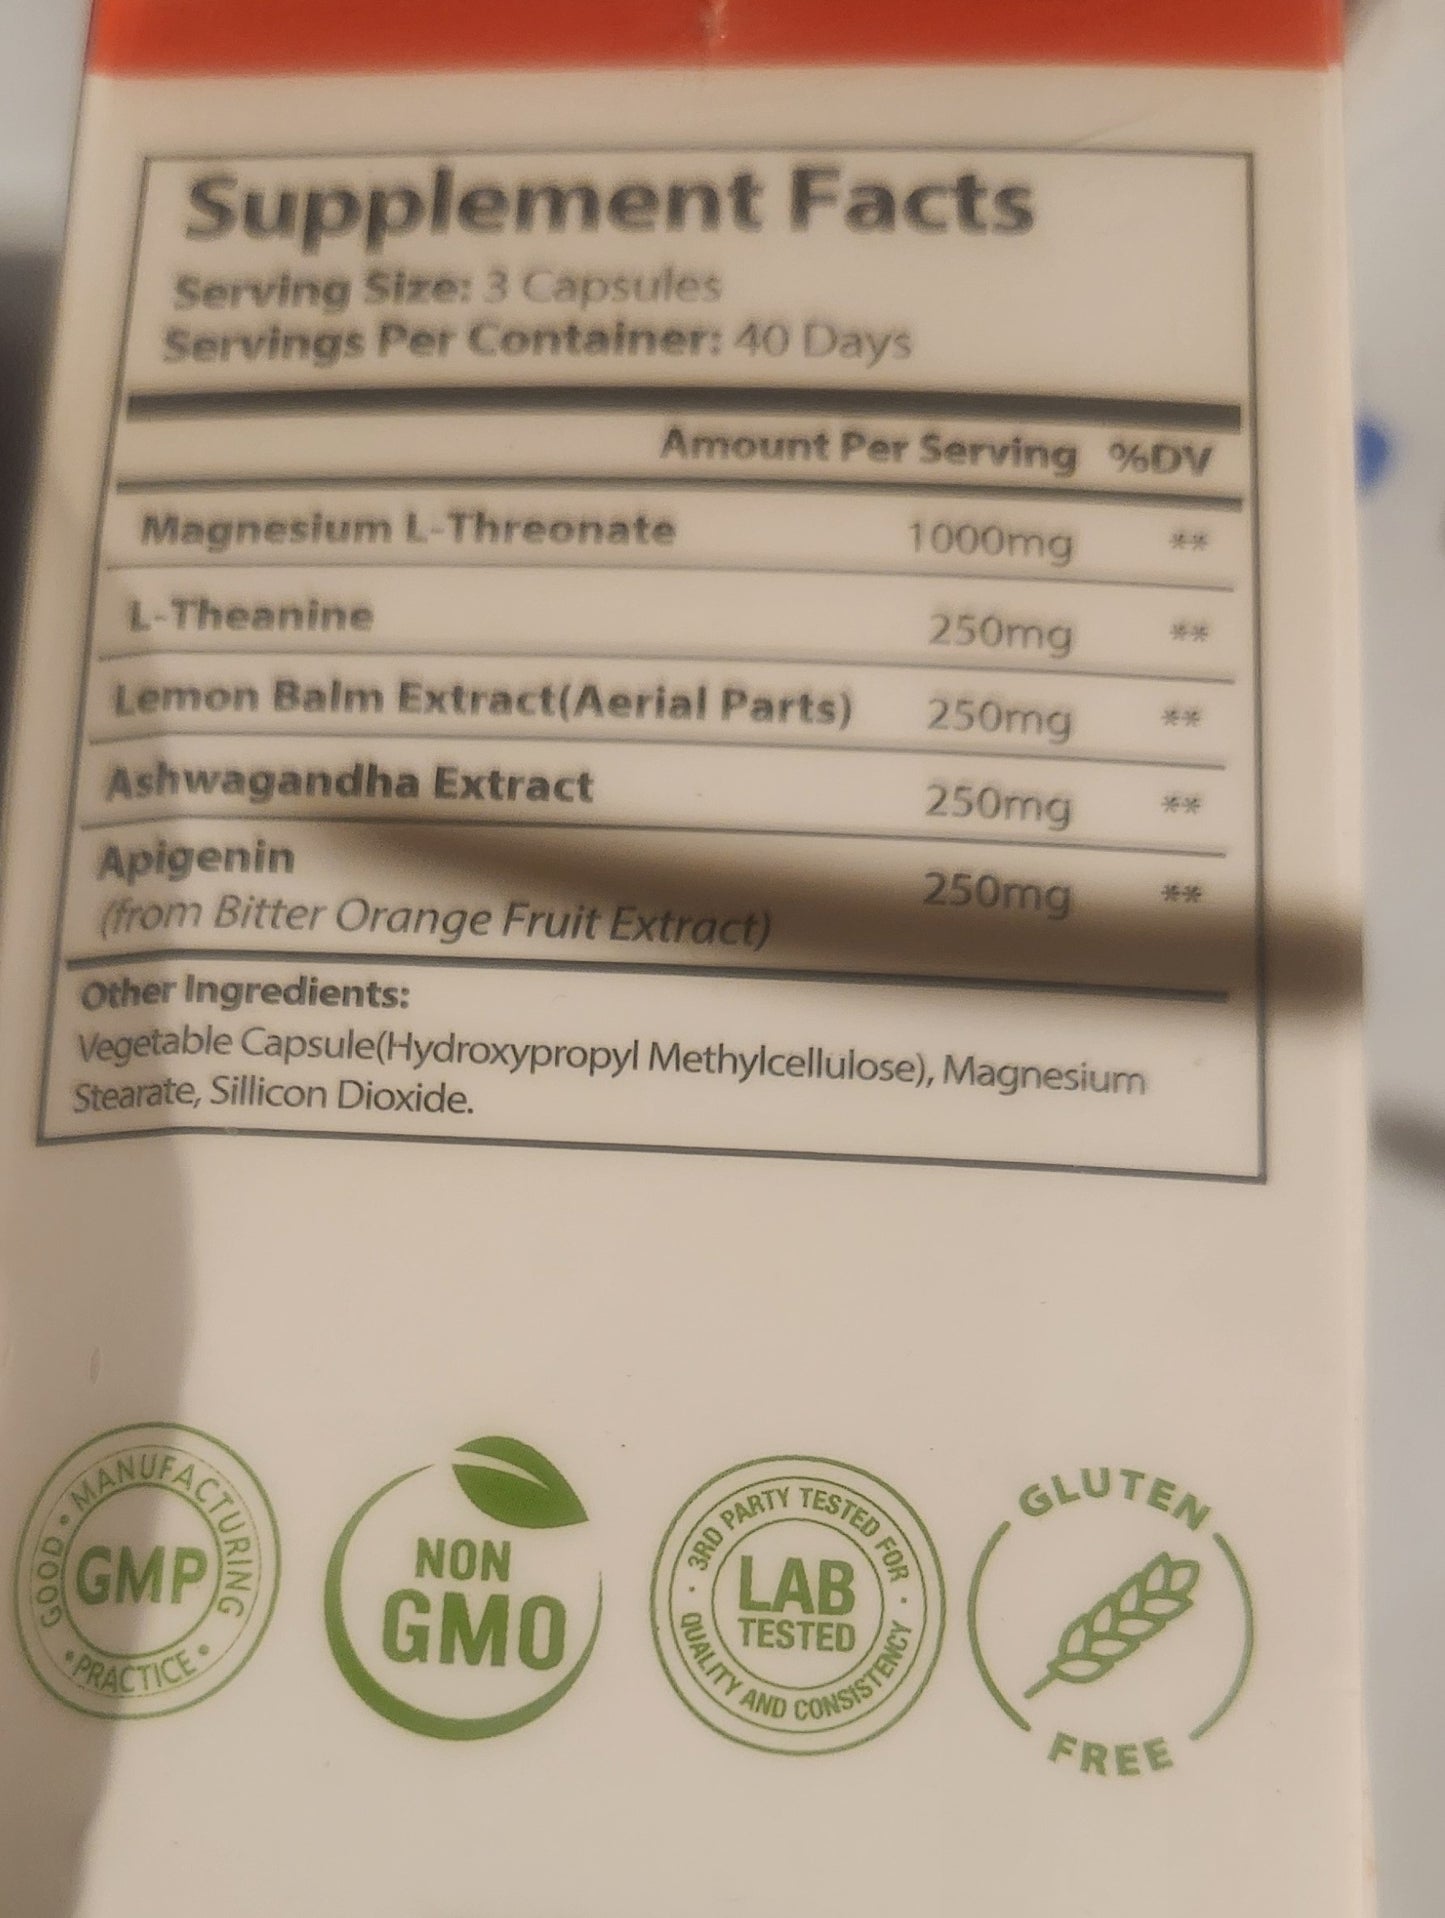 Supplement Facts
Serving Size: 3 Capsules
Servings Per Container: 40 Days
Amount Per Serving %DV
Magnesium L-Threonate 1000mg **
L-Theanine 250mg **
Lemon Balm Extract(Aerial Parts) 250mg **
Ashwagandha Extract 250mg **
Apigenin 250mg **
(from Bitter Orange Fruit Extract)
Other Ingredients:
Vegetable Capsule(Hydroxypropyl Methylcellulose), Magnesium
Stearate, Sillicon Dioxide.
GOOD • MANUFACTURING
GMP
• PRACTICE •
NON
GMO
• 3RD PARTY TESTED FOR •
LAB
TESTED
QUALITY AND CONSISTENCY
GLUTEN
FREE